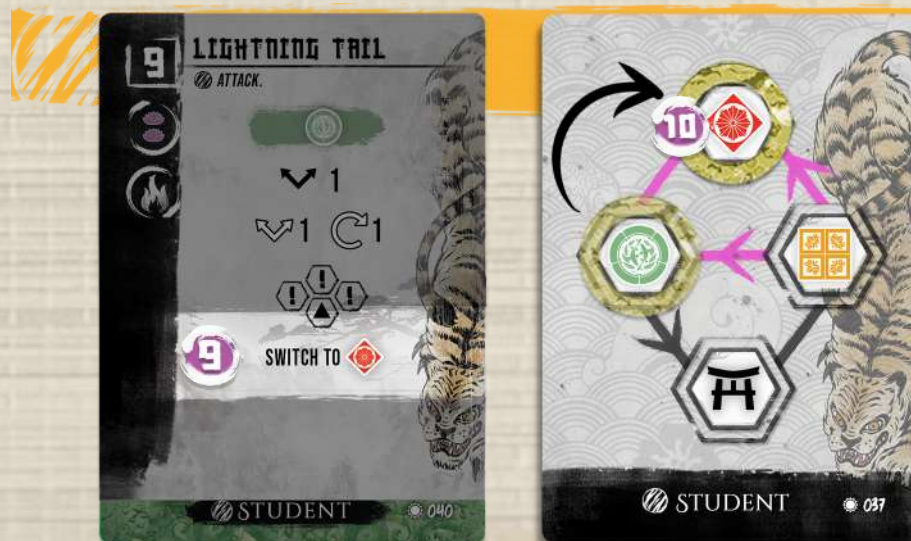 9
LIGHTNING TAIL
ATTACK.
1
1 1
! ! !
9 SWITCH TO
STUDENT 040
10
STUDENT 037